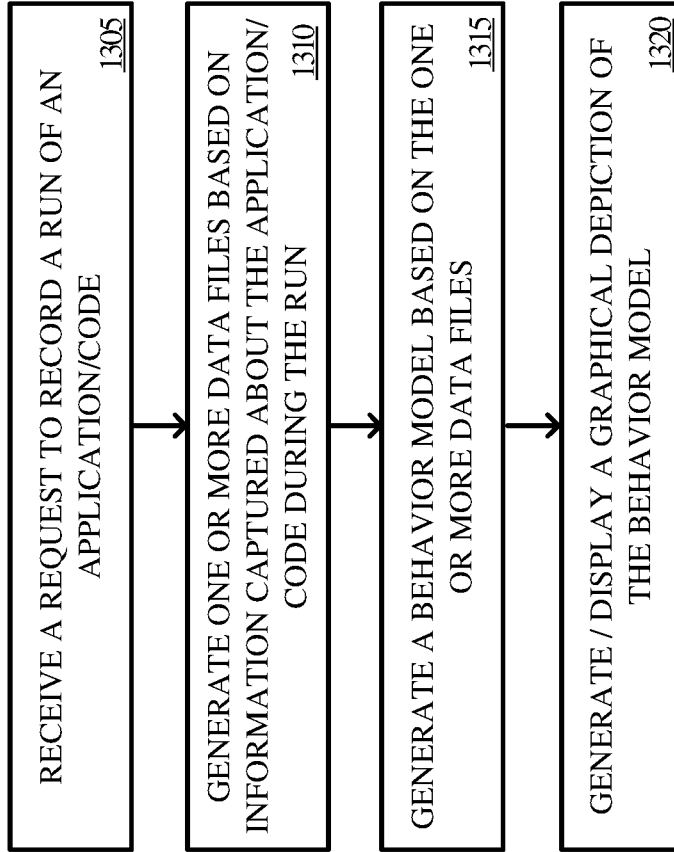 RECEIVE A REQUEST TO RECORD A RUN OF AN
APPLICATION/CODE
1305
GENERATE ONE OR MORE DATA FILES BASED ON
INFORMATION CAPTURED ABOUT THE APPLICATION/
CODE DURING THE RUN
1310
GENERATE A BEHAVIOR MODEL BASED ON THE ONE
OR MORE DATA FILES
1315
GENERATE / DISPLAY A GRAPHICAL DEPICTION OF
THE BEHAVIOR MODEL
1320